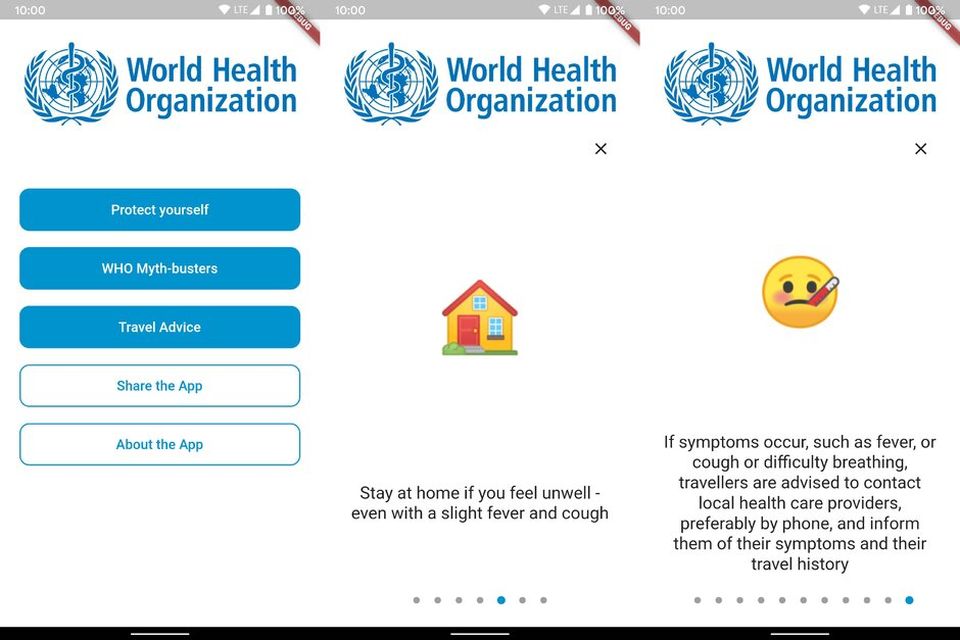 10:00
LTE
100%
DEBUG
World Health
Organization
Protect yourself
WHO Myth-busters
Travel Advice
Share the App
About the App
10:00
LTE
100%
DEBUG
World Health
Organization
Stay at home if you feel unwell -
even with a slight fever and cough
10:00
LTE
100%
DEBUG
World Health
Organization
If symptoms occur, such as fever, or
cough or difficulty breathing,
travellers are advised to contact
local health care providers,
preferably by phone, and inform
them of their symptoms and their
travel history